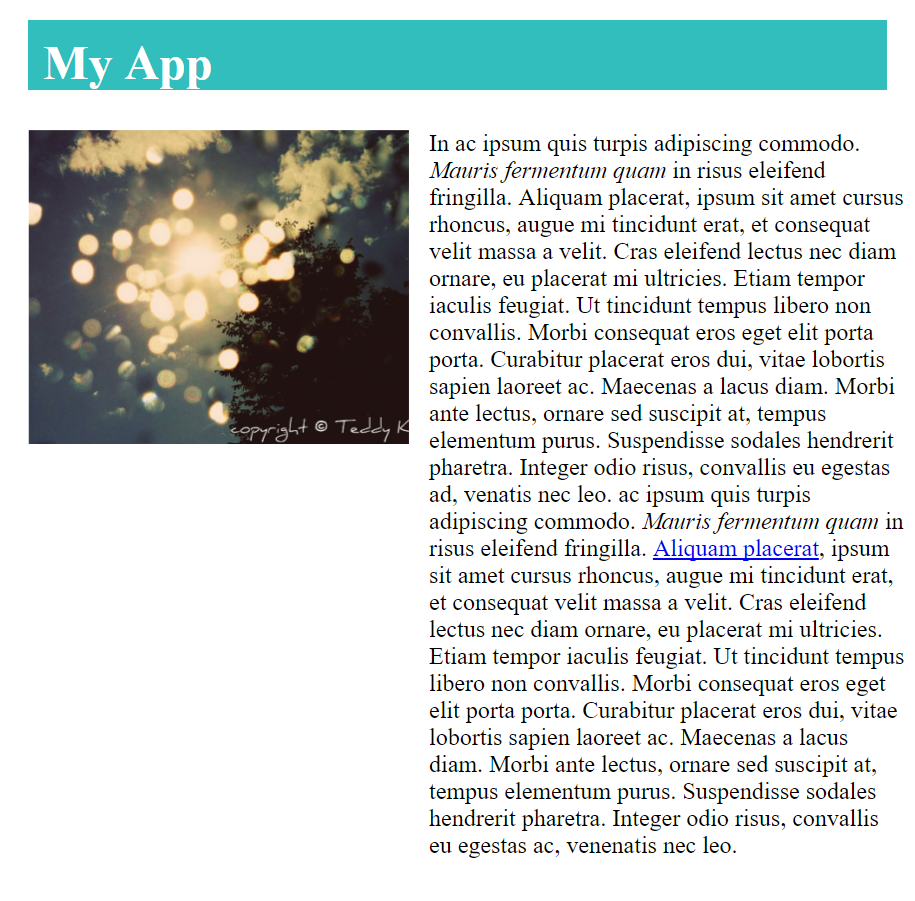 My App
copyright © Teddy K
In ac ipsum quis turpis adipiscing commodo.
Mauris fermentum quam in risus eleifend
fringilla. Aliquam placerat, ipsum sit amet cursus
rhoncus, augue mi tincidunt erat, et consequat
velit massa a velit. Cras eleifend lectus nec diam
ornare, eu placerat mi ultricies. Etiam tempor
iaculis feugiat. Ut tincidunt tempus libero non
convallis. Morbi consequat eros eget elit porta
porta. Curabitur placerat eros dui, vitae lobortis
sapien laoreet ac. Maecenas a lacus diam. Morbi
ante lectus, ornare sed suscipit at, tempus
elementum purus. Suspendisse sodales hendrerit
pharetra. Integer odio risus, convallis eu egestas
ad, venatis nec leo. ac ipsum quis turpis
adipiscing commodo. Mauris fermentum quam in
risus eleifend fringilla. Aliquam placerat, ipsum
sit amet cursus rhoncus, augue mi tincidunt erat,
et consequat velit massa a velit. Cras eleifend
lectus nec diam ornare, eu placerat mi ultricies.
Etiam tempor iaculis feugiat. Ut tincidunt tempus
libero non convallis. Morbi consequat eros eget
elit porta porta. Curabitur placerat eros dui, vitae
lobortis sapien laoreet ac. Maecenas a lacus
diam. Morbi ante lectus, ornare sed suscipit at,
tempus elementum purus. Suspendisse sodales
hendrerit pharetra. Integer odio risus, convallis
eu egestas ac, venenatis nec leo.